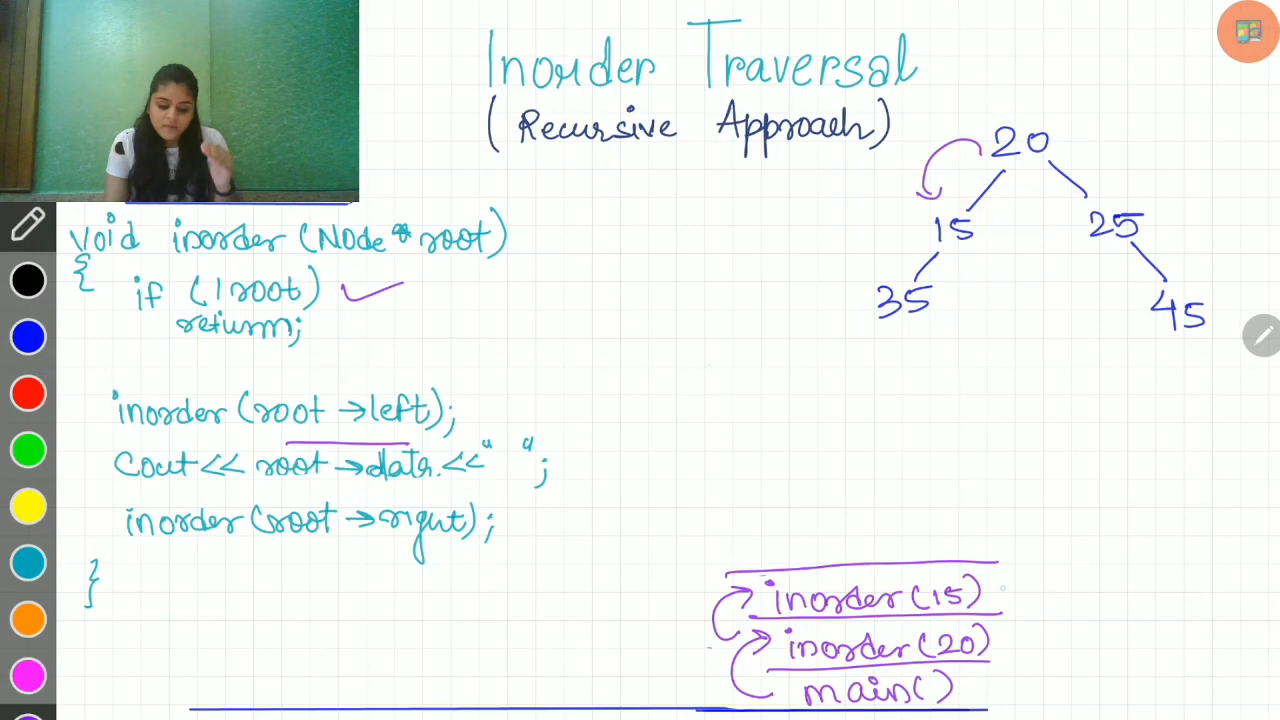 Inorder Traversal
(Recursive Approach)
void inorder (Node* root)
{
if (!root)
return;
inorder (root →left);
Cout << root →data << " ";
inorder (root →right);
}
20
15 25
35 45
inorder (15)
inorder (20)
main()